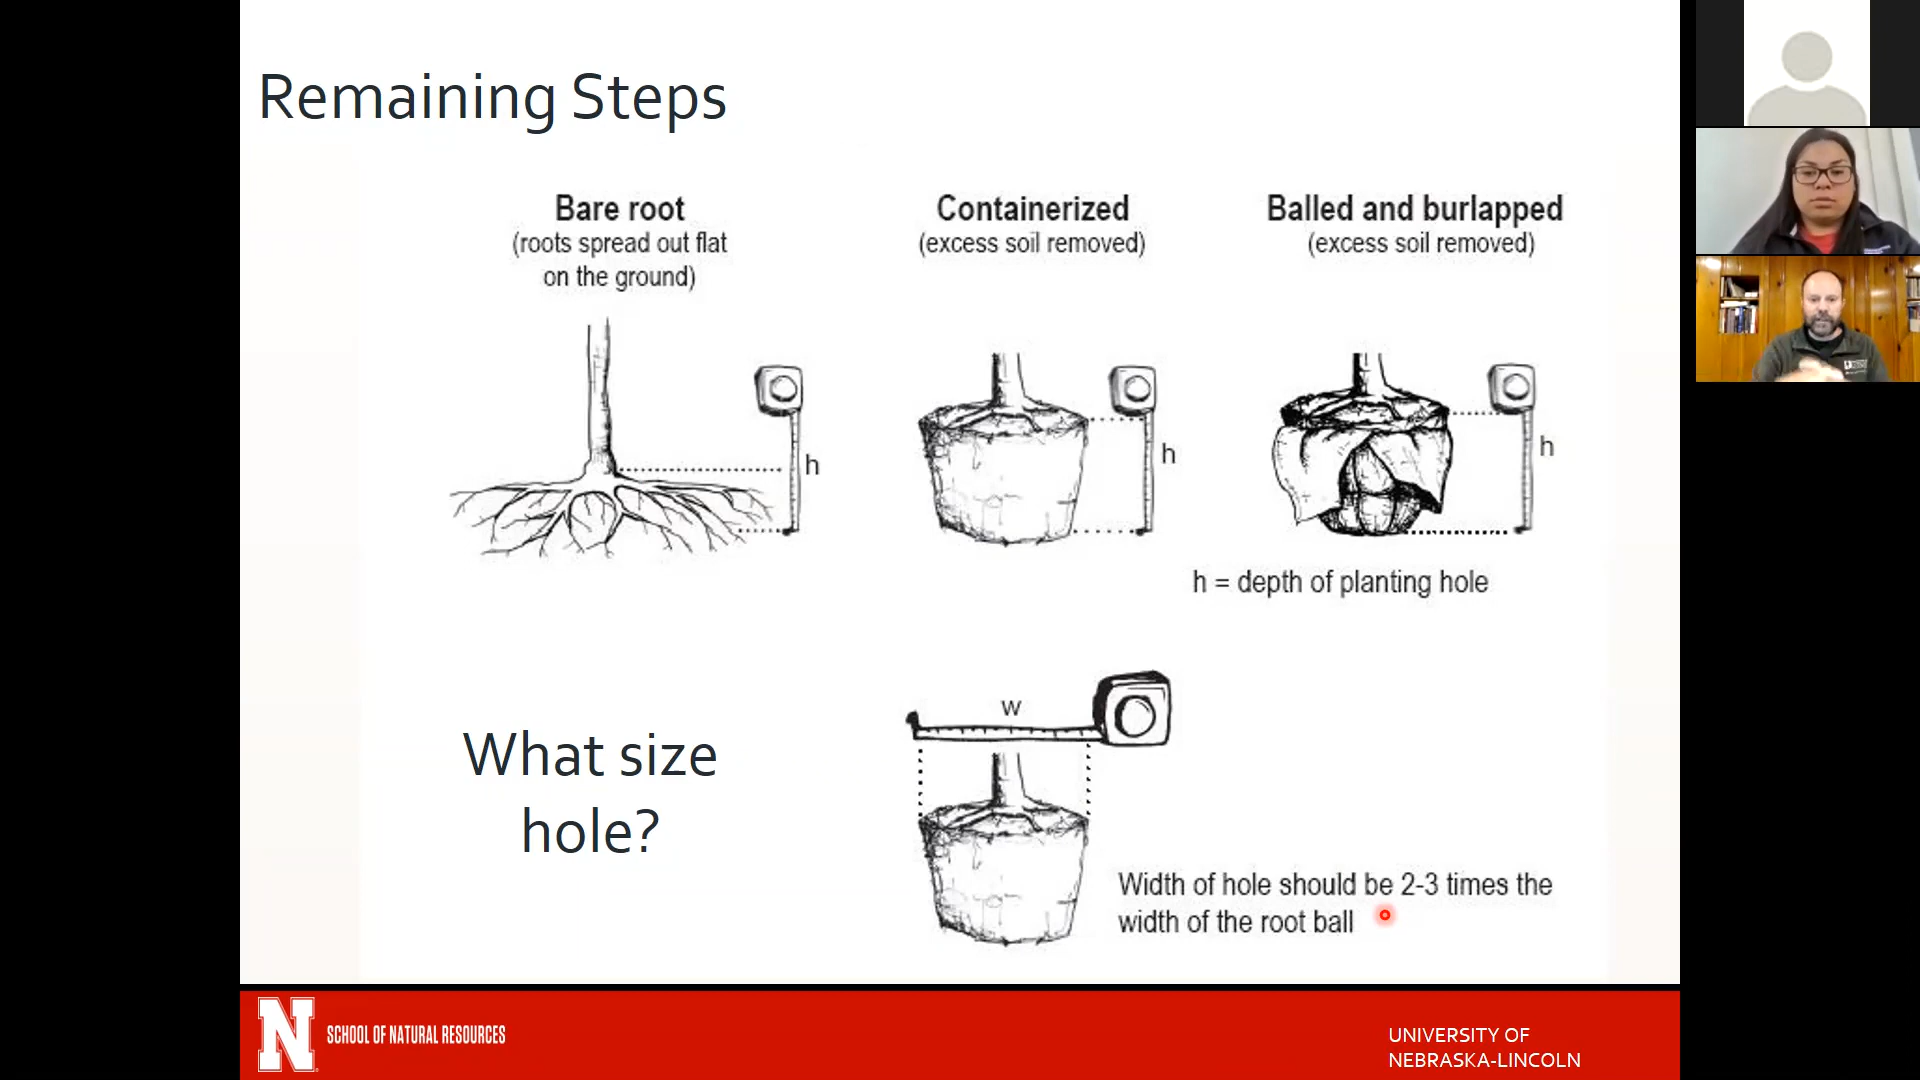 Remaining Steps
Bare root
(roots spread out flat
on the ground)
h
Containerized
(excess soil removed)
h
Balled and burlapped
(excess soil removed)
h
h = depth of planting hole
What size
hole?
w
Width of hole should be 2-3 times the
width of the root ball
N
SCHOOL OF NATURAL RESOURCES
UNIVERSITY OF
NEBRASKA-LINCOLN